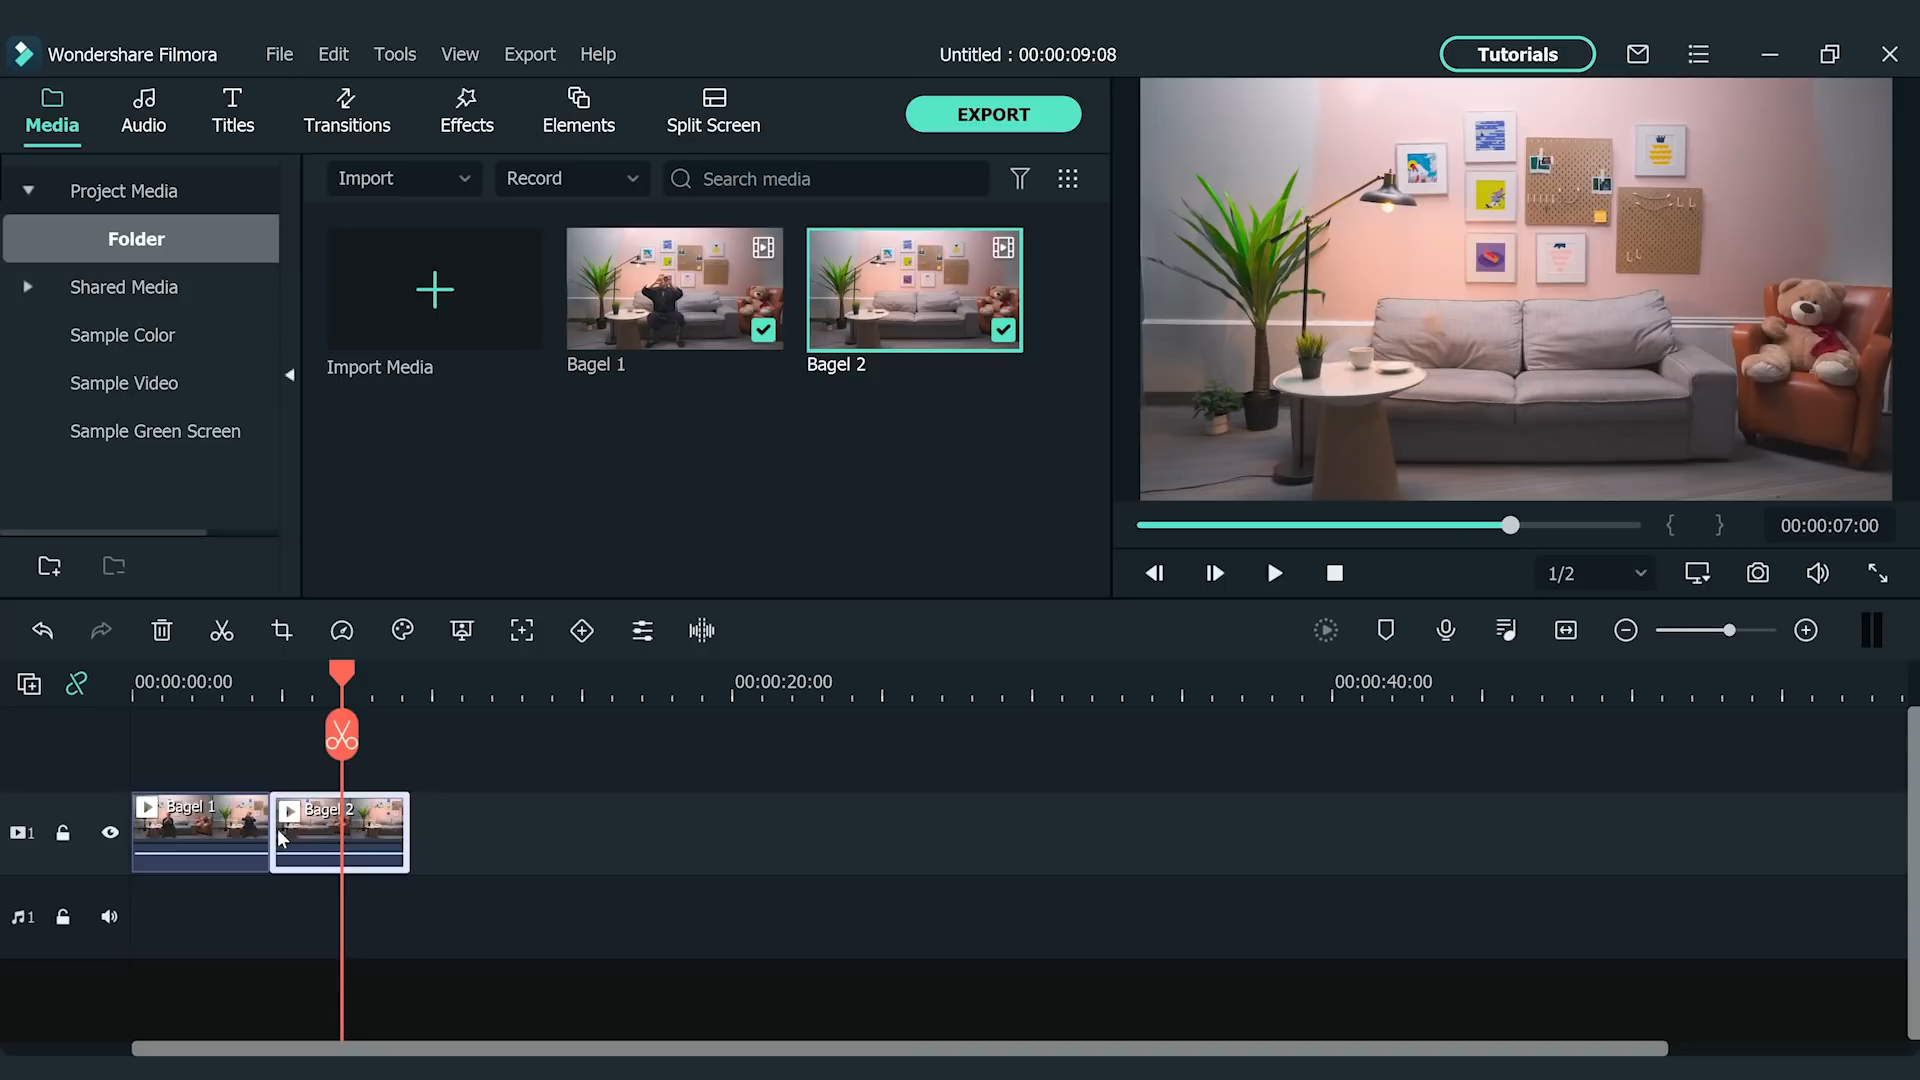 Wondershare Filmora File Edit Tools View Export Help Untitled : 00:00:09:08 Tutorials
Media Audio Titles Transitions Effects Elements Split Screen EXPORT
Project Media
Folder
Shared Media
Sample Color
Sample Video
Sample Green Screen
Import Record Search media
Import Media Bagel 1 Bagel 2
00:00:07:00
1/2
00:00:00:00 00:00:20:00 00:00:40:00
Bagel 1 Bagel 2
1
1